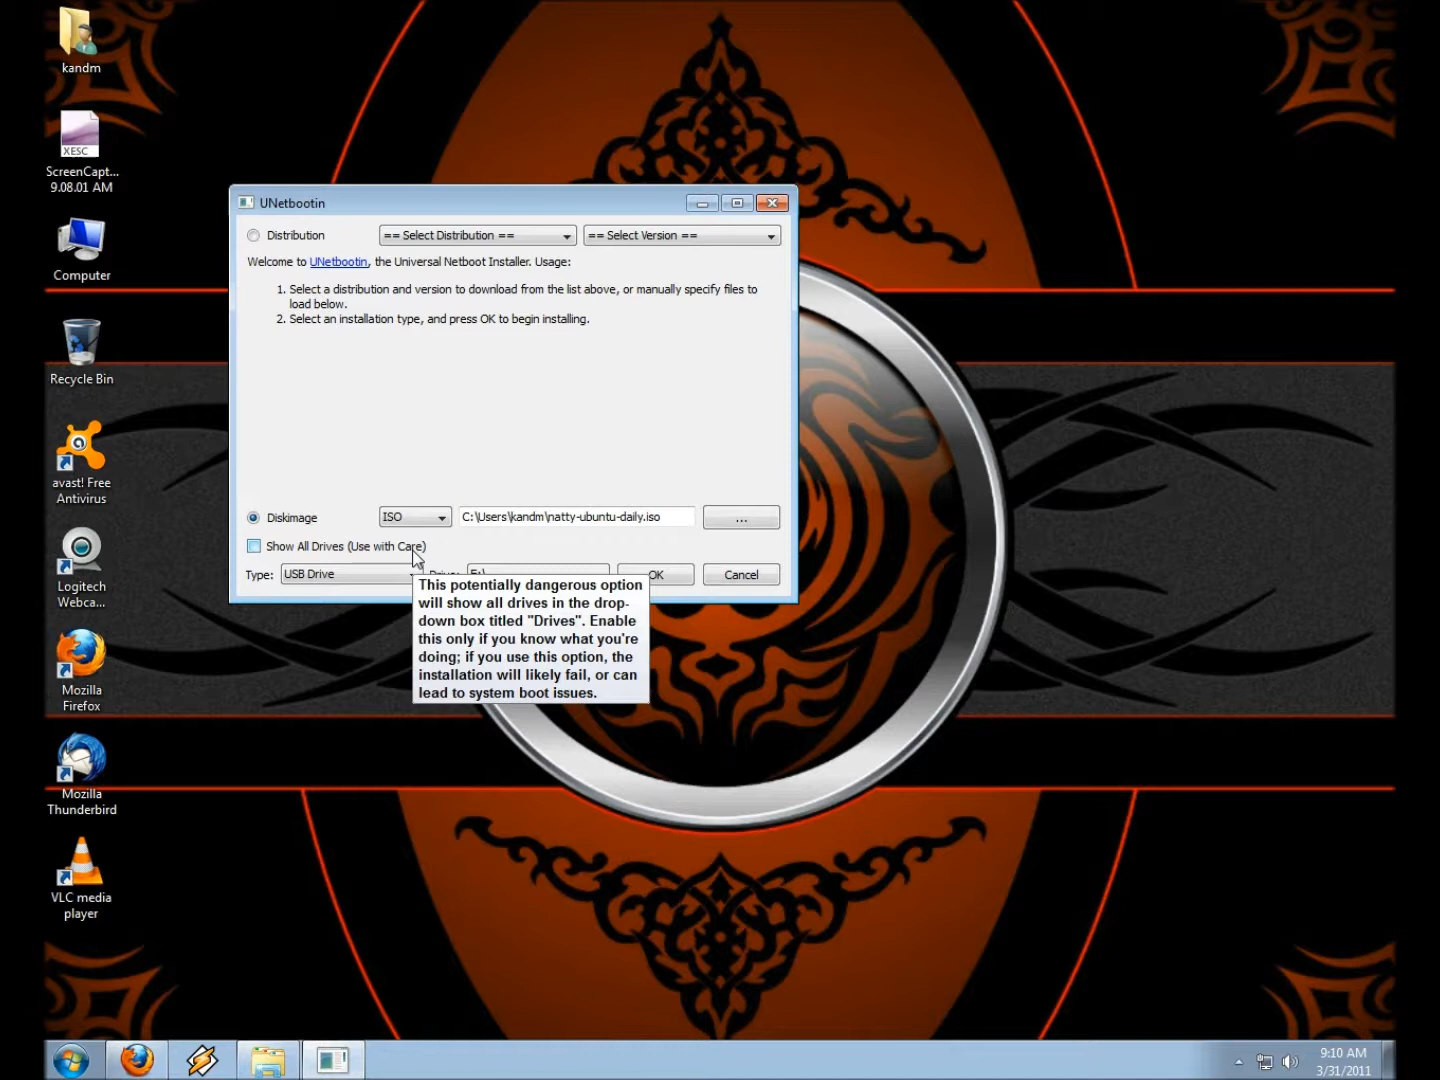 kandm
XESC
ScreenCapt...
9.08.01 AM
Computer
Recycle Bin
avast! Free
Antivirus
Logitech
Webca...
Mozilla
Firefox
Mozilla
Thunderbird
VLC media
player
UNetbootin
Distribution
== Select Distribution ==
== Select Version ==
Welcome to UNetbootin, the Universal Netboot Installer. Usage:
1. Select a distribution and version to download from the list above, or manually specify files to
load below.
2. Select an installation type, and press OK to begin installing.
Diskimage
ISO
C:\Users\kandm\natty-ubuntu-daily.iso
...
Show All Drives (Use with Care)
Type:
USB Drive
OK
Cancel
This potentially dangerous option
will show all drives in the drop-
down box titled "Drives". Enable
this only if you know what you're
doing; if you use this option, the
installation will likely fail, or can
lead to system boot issues.
9:10 AM
3/31/2011